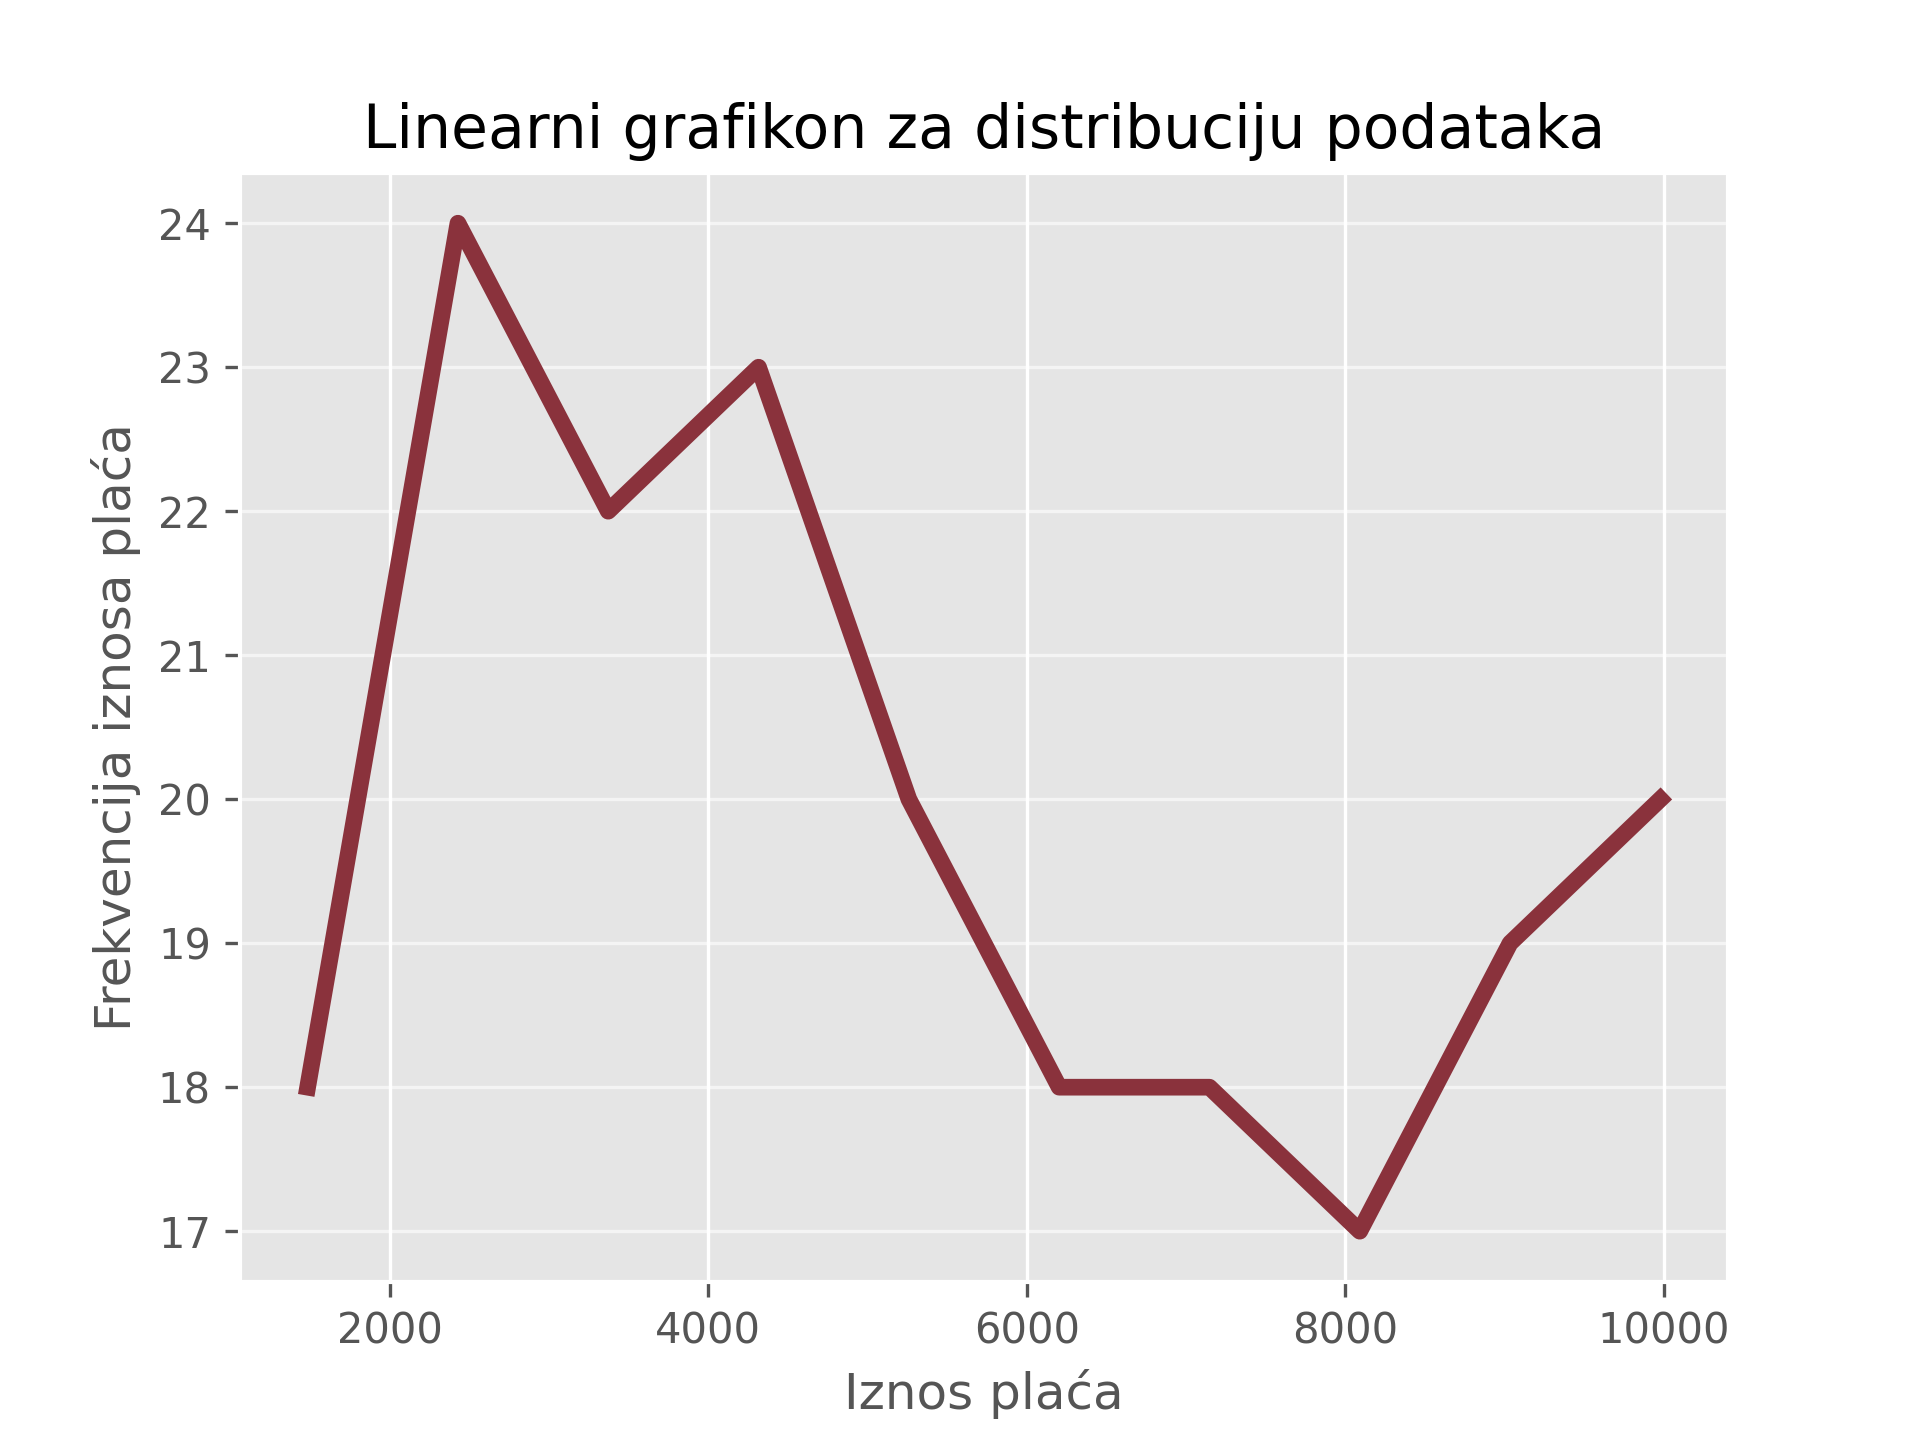 Linearni grafikon za distribuciju podataka
Frekvencija iznosa plaća
24
23
22
21
20
19
18
17
2000 4000 6000 8000 10000
Iznos plaća